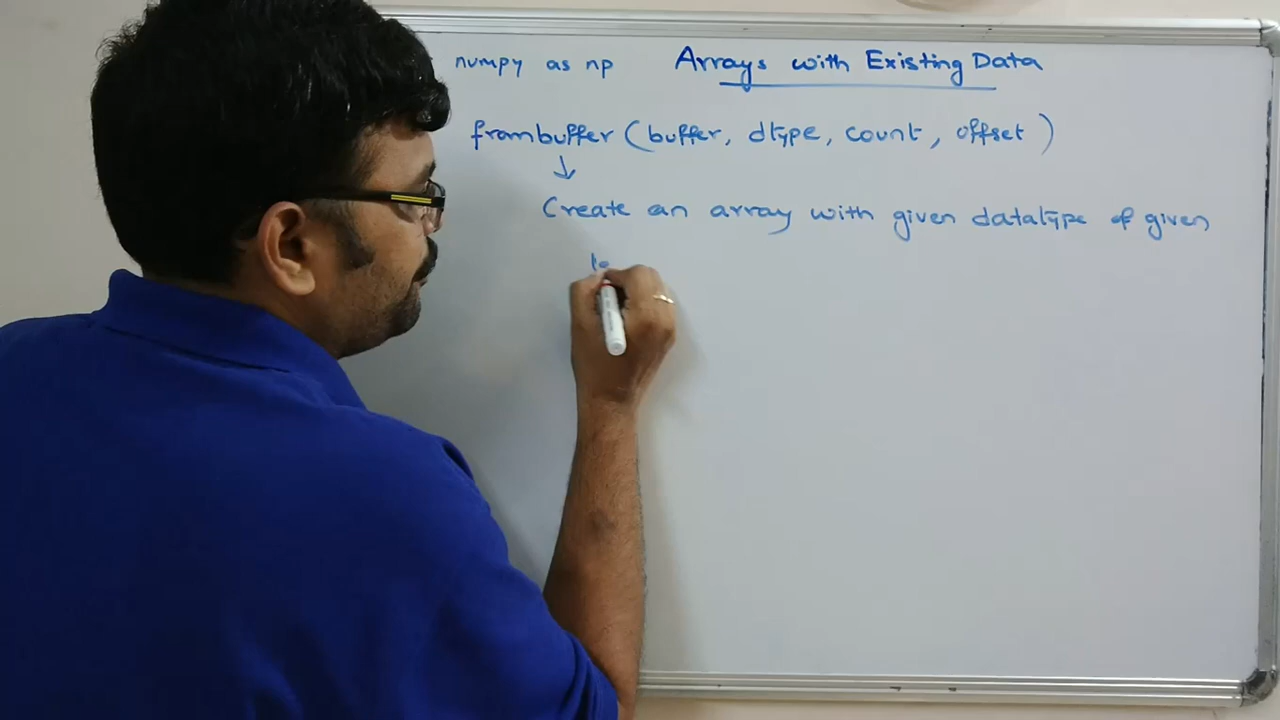 numpy as np Arrays with Existing Data
frombuffer (buffer, dtype, count, offset)
↓
Create an array with given datatype of given